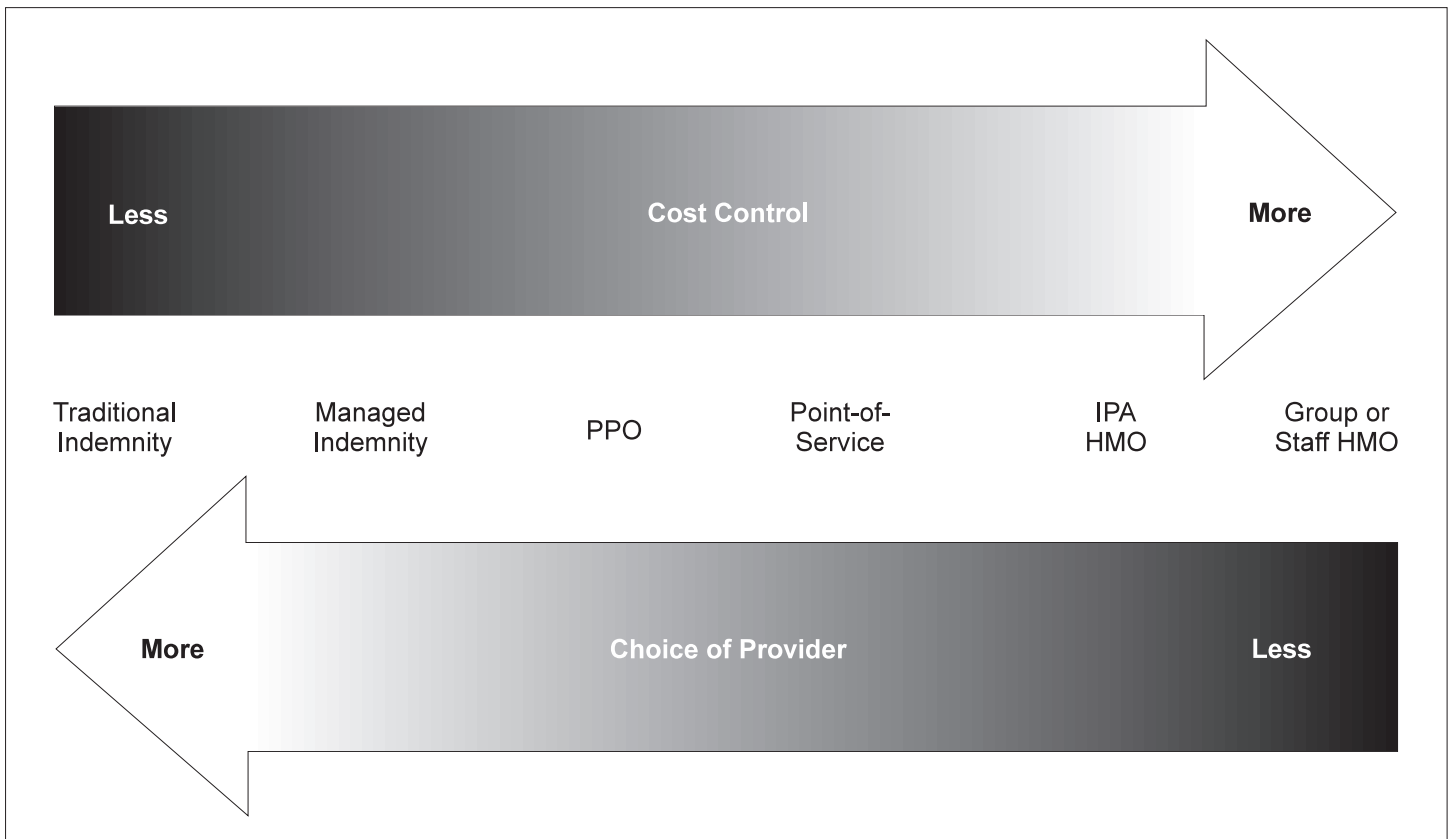 Less Cost Control More
Traditional
Indemnity
Managed
Indemnity
PPO
Point-of-
Service
IPA
HMO
Group or
Staff HMO
More Choice of Provider Less